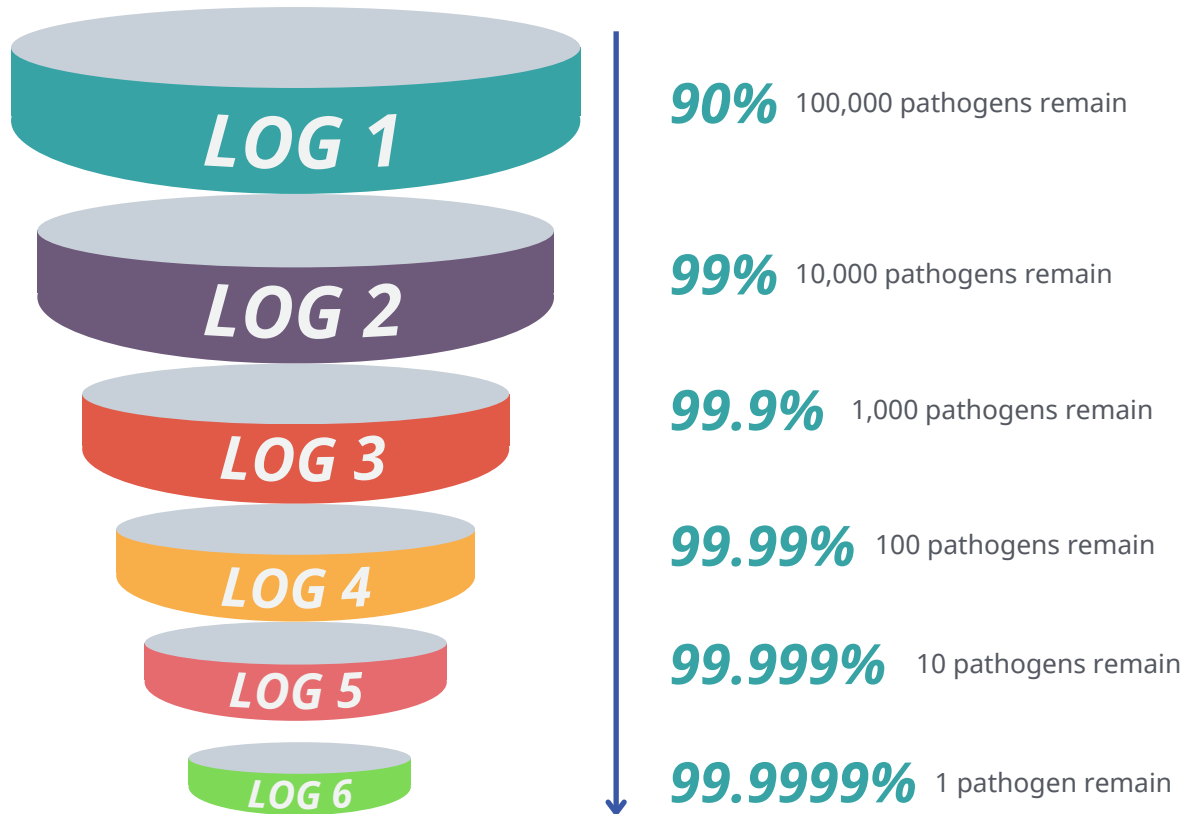 LOG 1
90% 100,000 pathogens remain
LOG 2
99% 10,000 pathogens remain
LOG 3
99.9% 1,000 pathogens remain
LOG 4
99.99% 100 pathogens remain
LOG 5
99.999% 10 pathogens remain
LOG 6
99.9999% 1 pathogen remain